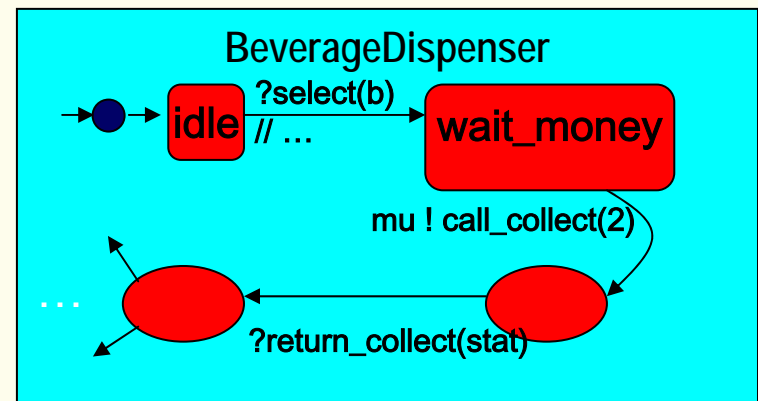 BeverageDispenser
?select(b)
idle
// ...
wait_money
mu ! call_collect(2)
...
?return_collect(stat)